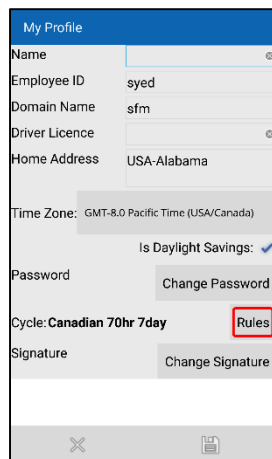 My Profile
Name
Employee ID syed
Domain Name sfm
Driver Licence
Home Address USA-Alabama
Time Zone: GMT-8.0 Pacific Time (USA/Canada)
Is Daylight Savings:
Password Change Password
Cycle: Canadian 70hr 7day Rules
Signature Change Signature